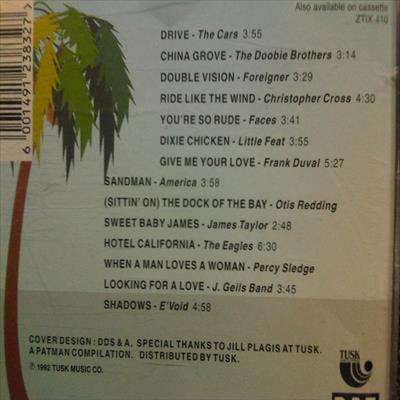 Also available on cassette
ZTIX 410
DRIVE - The Cars 3:55
CHINA GROVE - The Doobie Brothers 3:14
DOUBLE VISION - Foreigner 3:29
RIDE LIKE THE WIND - Christopher Cross 4:30
YOU'RE SO RUDE - Faces 3:41
DIXIE CHICKEN - Little Feat 3:55
GIVE ME YOUR LOVE - Frank Duval 5:27
SANDMAN - America 3:58
(SITTIN' ON) THE DOCK OF THE BAY - Otis Redding
SWEET BABY JAMES - James Taylor 2:48
HOTEL CALIFORNIA - The Eagles 6:30
WHEN A MAN LOVES A WOMAN - Percy Sledge
LOOKING FOR A LOVE - J. Geils Band 3:45
SHADOWS - E'Void 4:58
COVER DESIGN : DDS & A. SPECIAL THANKS TO JILL PLAGIS AT TUSK.
A PATMAN COMPILATION. DISTRIBUTED BY TUSK.
© 1992 TUSK MUSIC CO.
TUSK
6 001491 238327